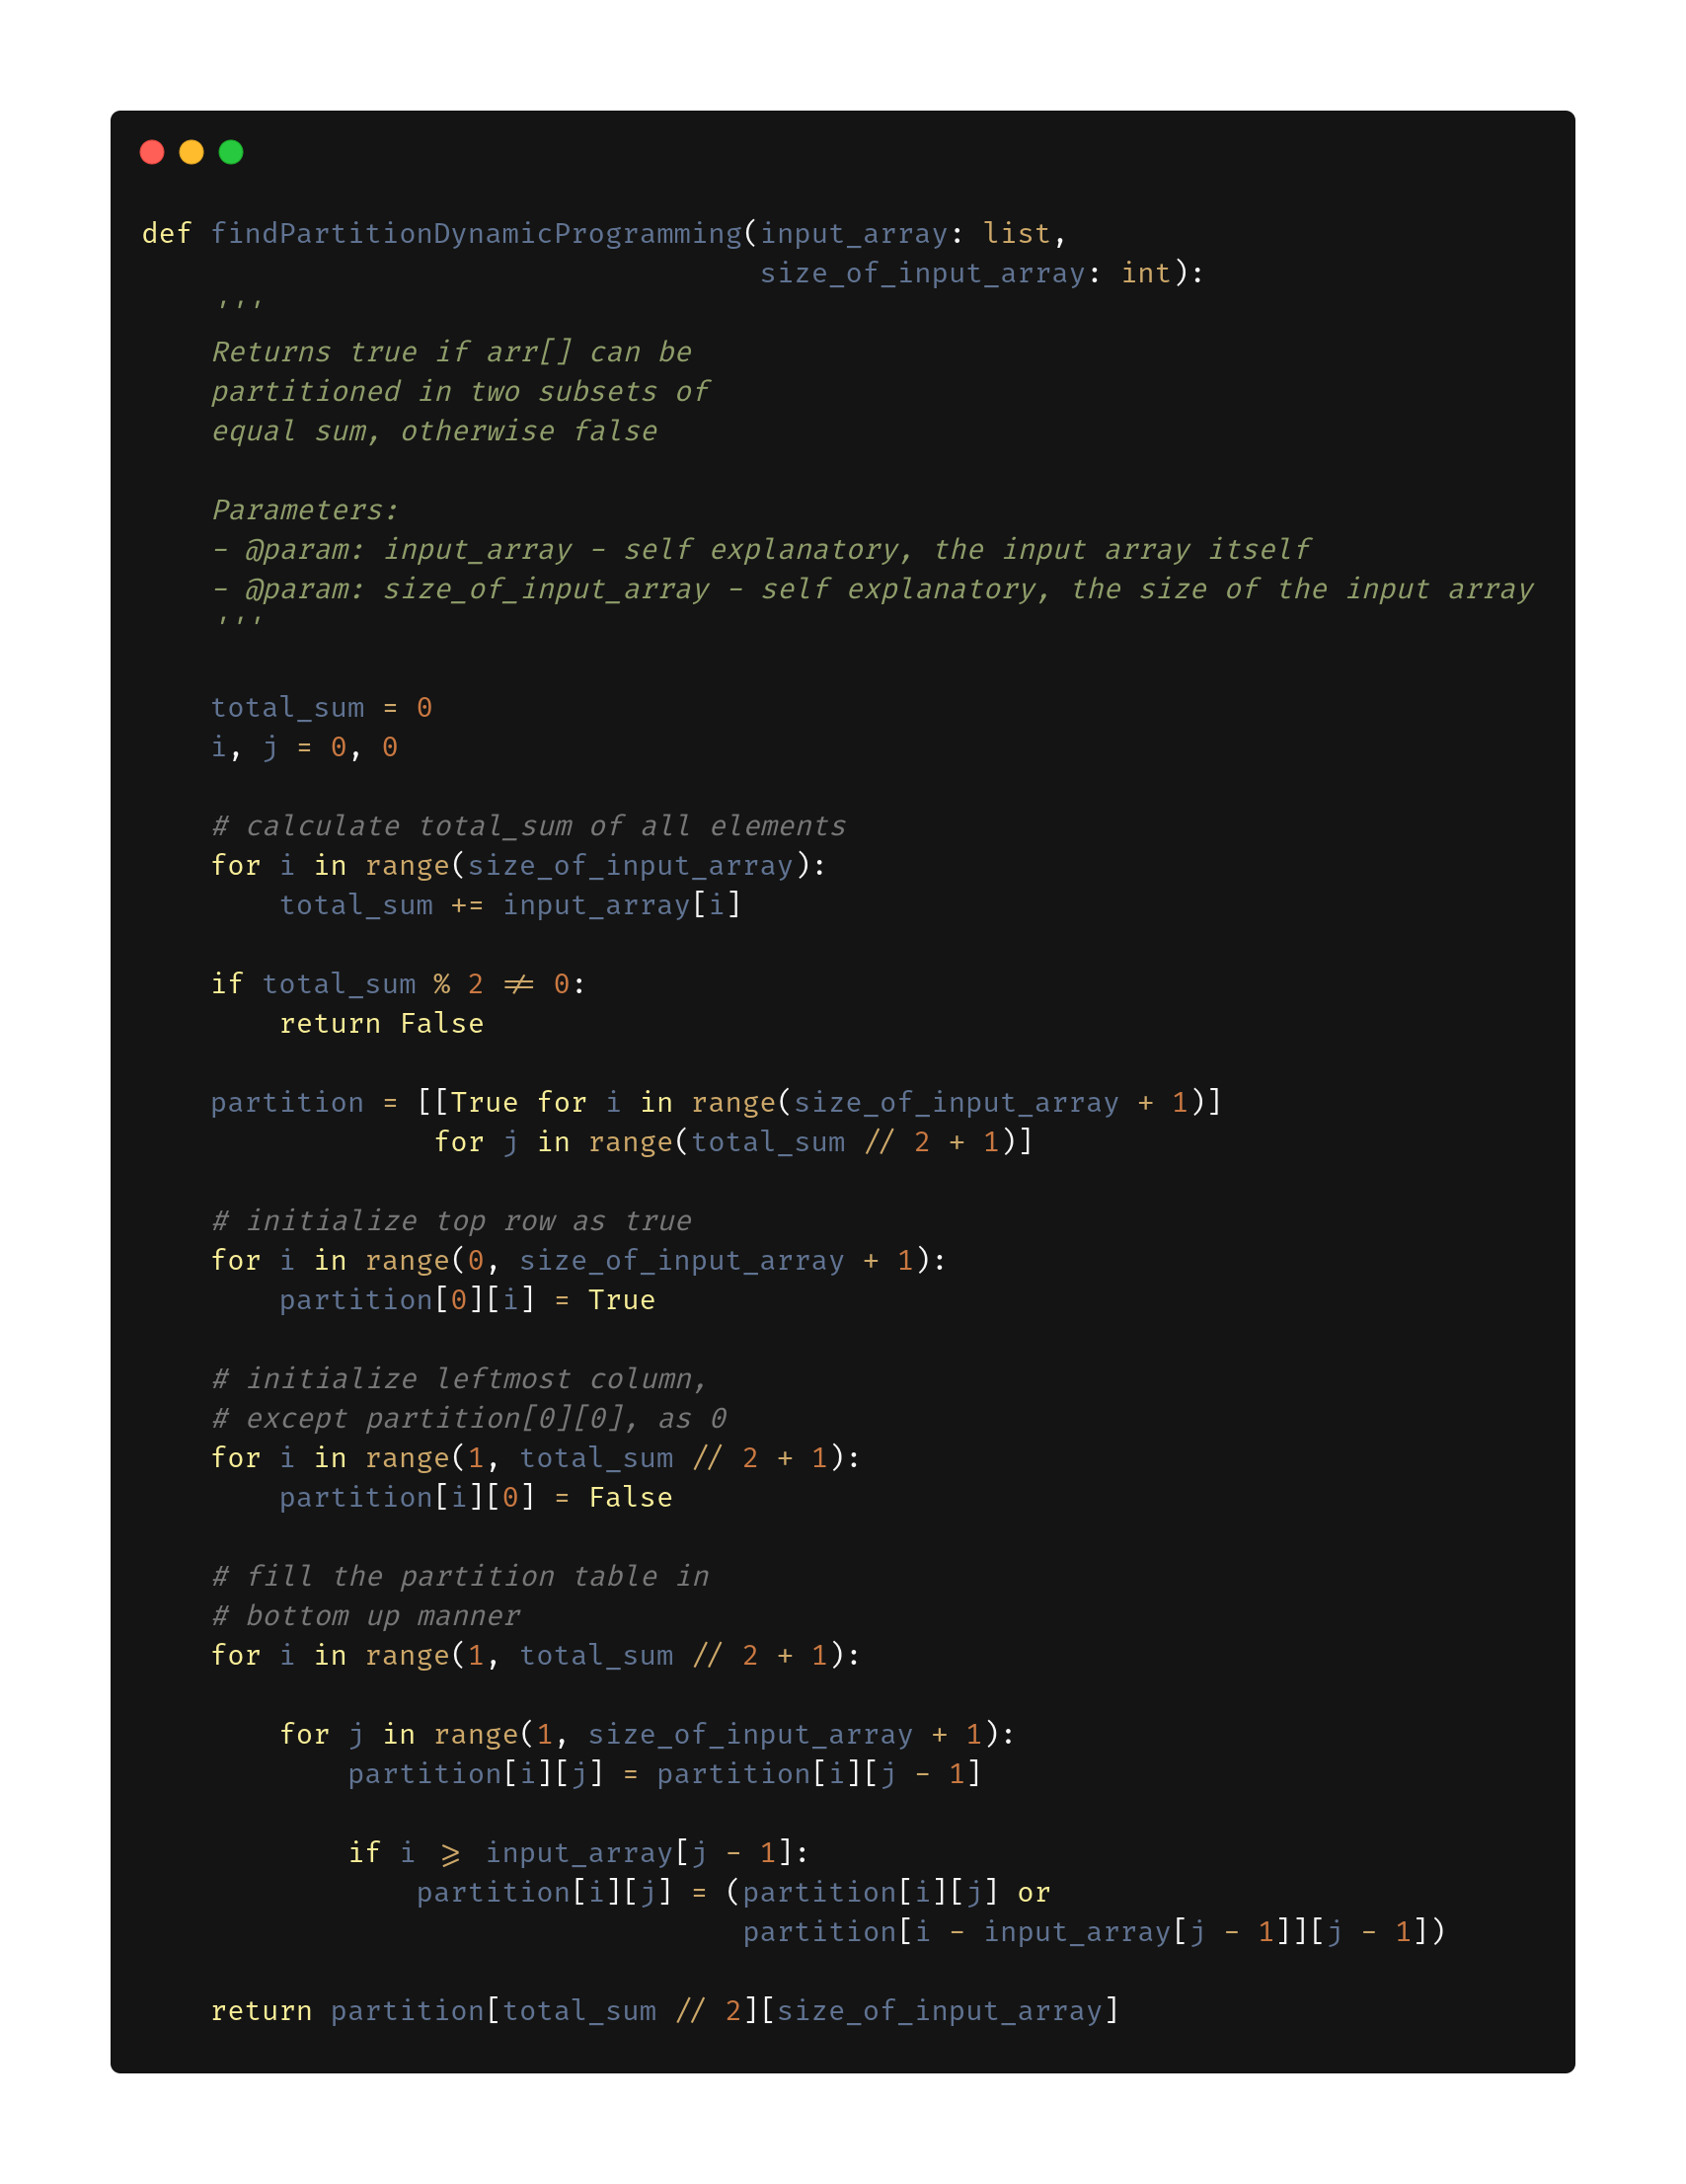 def findPartitionDynamicProgramming(input_array: list,
                                    size_of_input_array: int):
    '''
    Returns true if arr[] can be
    partitioned in two subsets of
    equal sum, otherwise false

    Parameters:
    - @param: input_array - self explanatory, the input array itself
    - @param: size_of_input_array - self explanatory, the size of the input array
    '''

    total_sum = 0
    i, j = 0, 0

    # calculate total_sum of all elements
    for i in range(size_of_input_array):
        total_sum += input_array[i]

    if total_sum % 2 != 0:
        return False

    partition = [[True for i in range(size_of_input_array + 1)]
                 for j in range(total_sum // 2 + 1)]

    # initialize top row as true
    for i in range(0, size_of_input_array + 1):
        partition[0][i] = True

    # initialize leftmost column,
    # except partition[0][0], as 0
    for i in range(1, total_sum // 2 + 1):
        partition[i][0] = False

    # fill the partition table in
    # bottom up manner
    for i in range(1, total_sum // 2 + 1):

        for j in range(1, size_of_input_array + 1):
            partition[i][j] = partition[i][j - 1]

            if i >= input_array[j - 1]:
                partition[i][j] = (partition[i][j] or
                                   partition[i - input_array[j - 1]][j - 1])

    return partition[total_sum // 2][size_of_input_array]